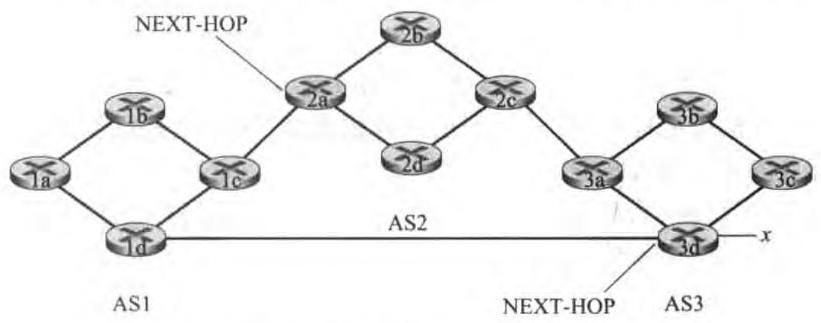 NEXT-HOP
2b
2a
2c
1b
3b
2d
1a
1c
3a
3c
AS2
1d
3d
x
AS1
NEXT-HOP
AS3